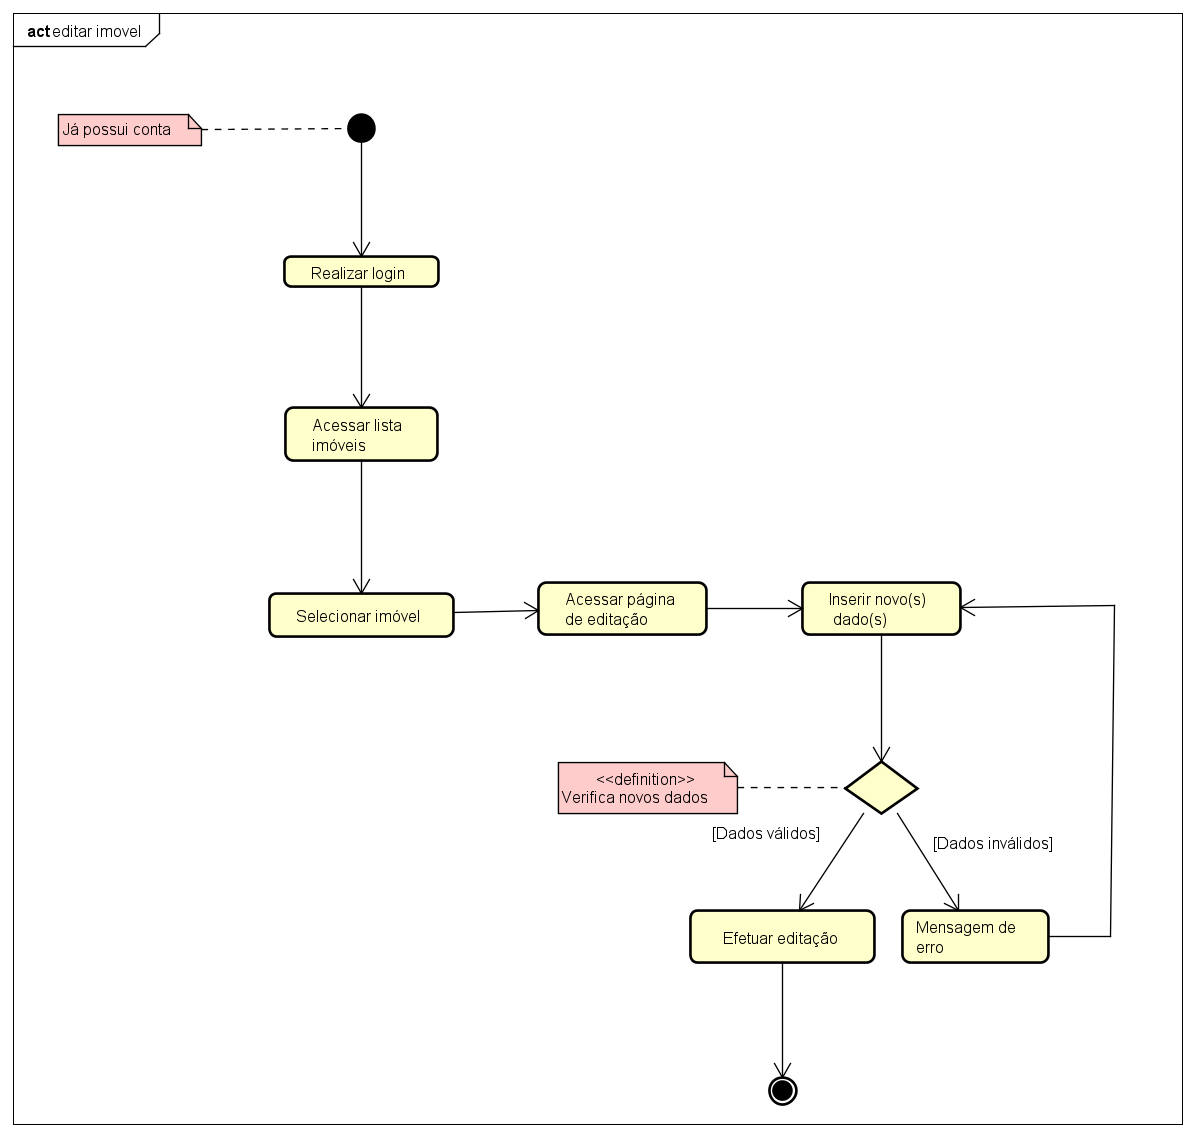 act editar imovel
Já possui conta
Realizar login
Acessar lista
imóveis
Selecionar imóvel
Acessar página
de editação
Inserir novo(s)
dado(s)
<<definition>>
Verifica novos dados
[Dados válidos]
[Dados inválidos]
Efetuar editação
Mensagem de
erro